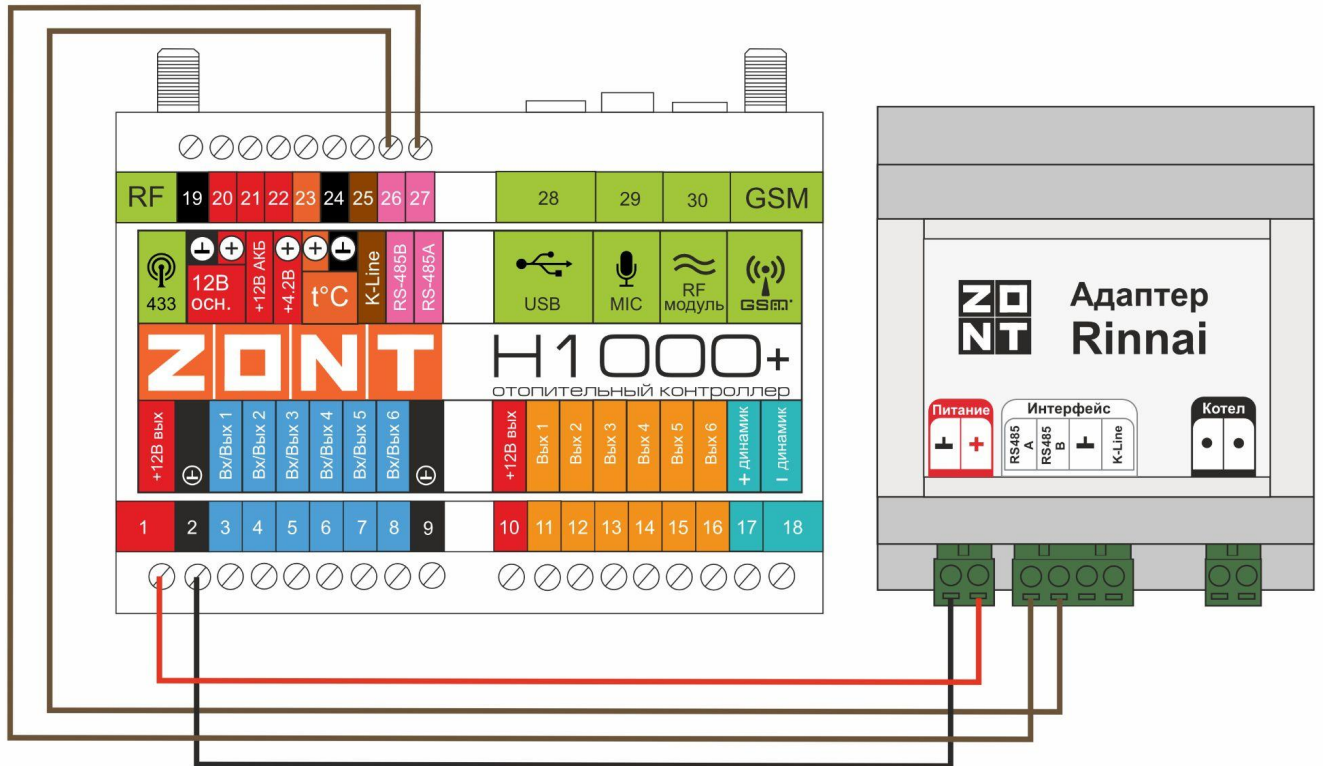 RF 19 20 21 22 23 24 25 26 27 28 29 30 GSM
433
12В
осн.
+12В АКБ
+4.2В
t°C
K-Line
RS-485B
RS-485A
USB
MIC
RF
модуль
GSM
ZONT
H1000+
отопительный контроллер
+12В вых
Вх/Вых 1
Вх/Вых 2
Вх/Вых 3
Вх/Вых 4
Вх/Вых 5
Вх/Вых 6
+12В вых
Вых 1
Вых 2
Вых 3
Вых 4
Вых 5
Вых 6
+ динамик
– динамик
1 2 3 4 5 6 7 8 9 10 11 12 13 14 15 16 17 18
ZO
NT
Адаптер
Rinnai
Питание
Интерфейс
Котел
RS485
A
RS485
B
K-Line